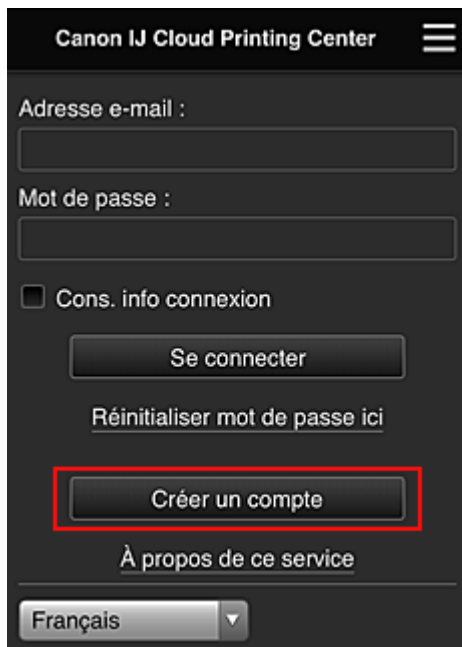 Canon IJ Cloud Printing Center
Adresse e-mail :
Mot de passe :
Cons. info connexion
Se connecter
Réinitialiser mot de passe ici
Créer un compte
À propos de ce service
Français